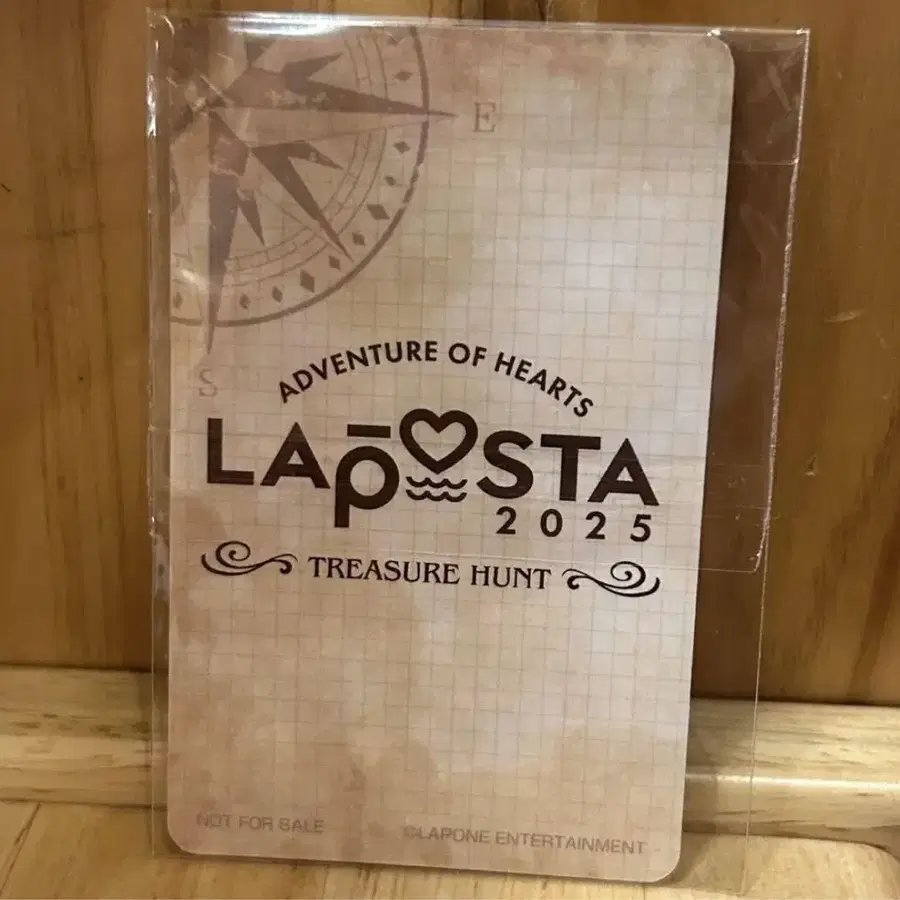 E
S
ADVENTURE OF HEARTS
LAPOSTA
2025
TREASURE HUNT
NOT FOR SALE
©LAPONE ENTERTAINMENT